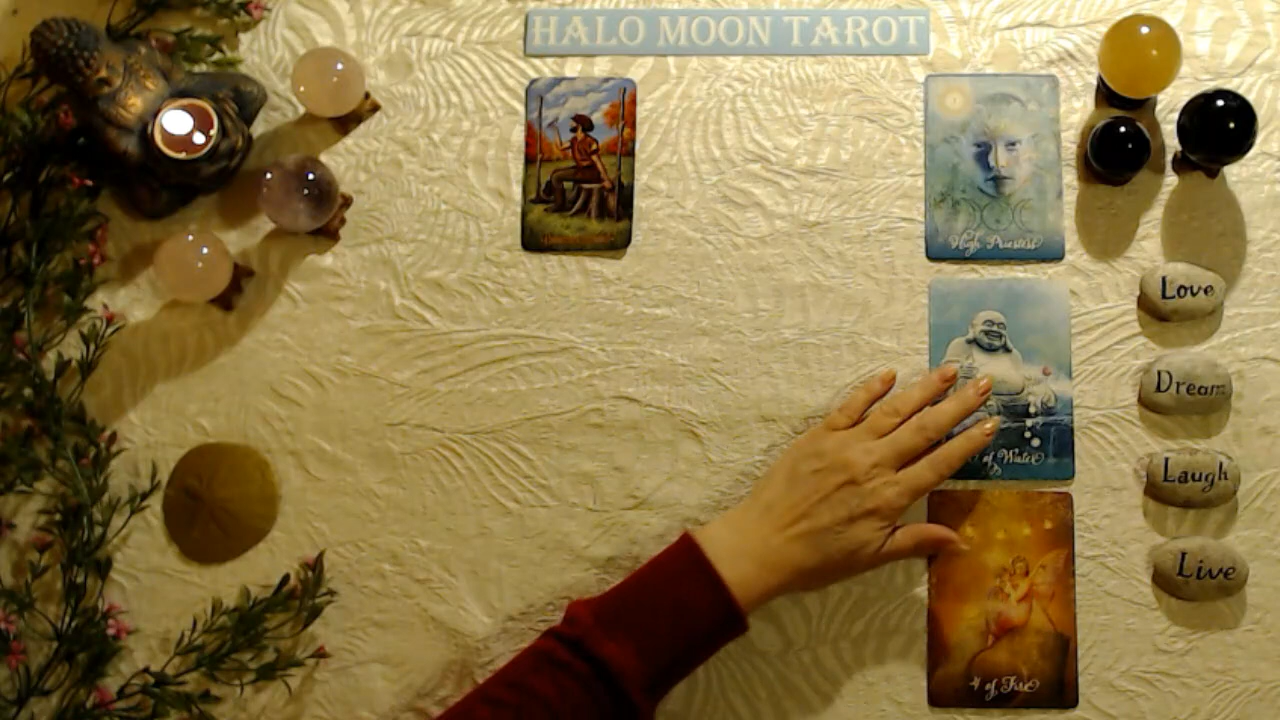 HALO MOON TAROT
High Priestess
of Water
4 of Fire
Love
Dream
Laugh
Live